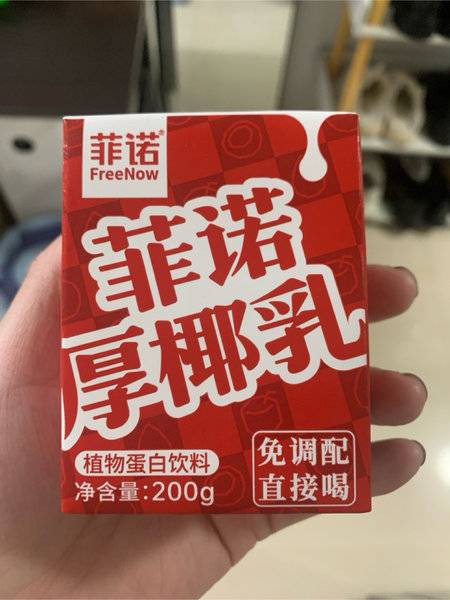 菲诺®
FreeNow
菲诺
厚椰乳
植物蛋白饮料
净含量:200g
免调配
直接喝